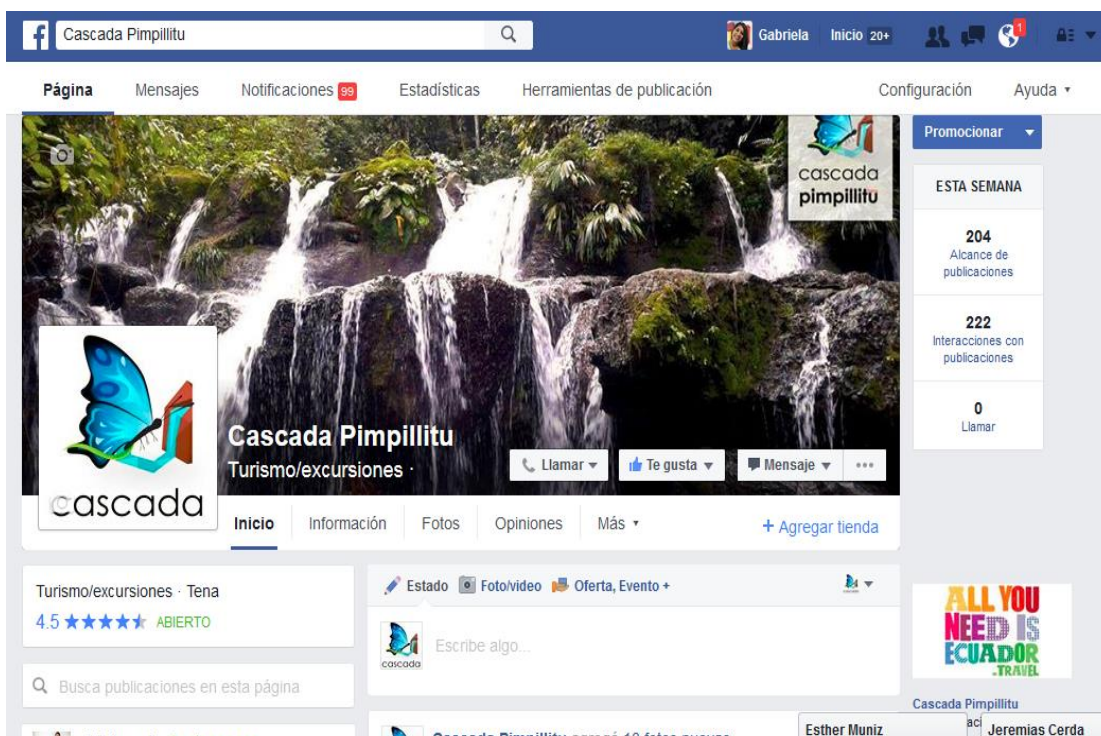 Cascada Pimpillitu
Gabriela Inicio 20+ 1
Página Mensajes Notificaciones 99 Estadísticas Herramientas de publicación Configuración Ayuda
cascada
pimpillitu
Promocionar
ESTA SEMANA
204
Alcance de
publicaciones
222
Interacciones con
publicaciones
0
Llamar
cascada
Cascada Pimpillitu
Turismo/excursiones ·
Llamar Te gusta Mensaje
Inicio Información Fotos Opiniones Más + Agregar tienda
Turismo/excursiones · Tena
4.5 ★★★★★ ABIERTO
Busca publicaciones en esta página
Estado Foto/video Oferta, Evento +
Escribe algo...
cascada
ALL YOU
NEED IS
ECUADOR
.TRAVEL
Cascada Pimpillitu
Esther Muniz
Jeremias Cerda